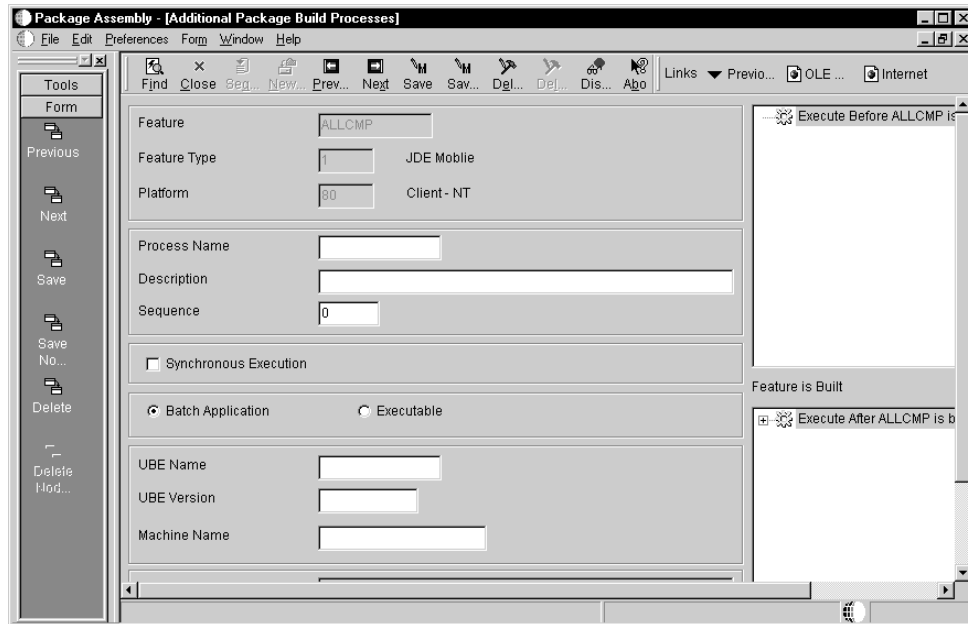 Package Assembly - [Additional Package Build Processes]
File Edit Preferences Form Window Help
Tools
Form
Previous
Next
Save
Save No...
Delete
Delete Nod...
Find Close Seq... New... Prev... Next Save Sav... Del... Del... Dis... Abo Links Previo... OLE ... Internet
Feature ALLCMP
Feature Type 1 JDE Moblie
Platform 80 Client - NT
Process Name
Description
Sequence 0
Synchronous Execution
Batch Application Executable
UBE Name
UBE Version
Machine Name
Execute Before ALLCMP is
Feature is Built
Execute After ALLCMP is b